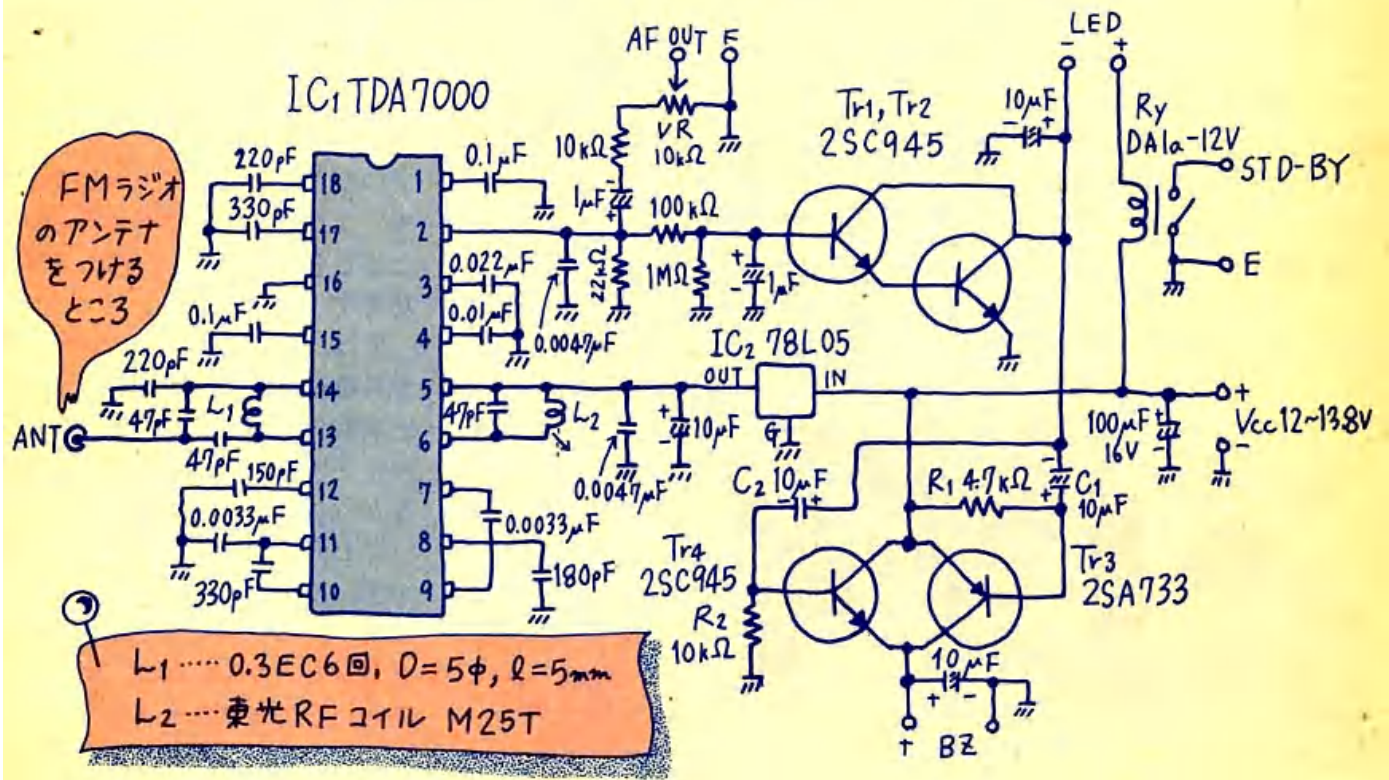 AF OUT E
LED
- +
IC₁ TDA7000
FMラジオ
のアンテナ
をつける
ところ
220pF
18
330pF
17
16
0.1μF
15
220pF
14
47pF
L₁
ANT
13
47pF
150pF
12
0.0033μF
11
330pF
10
1
0.1μF
2
3
0.022μF
4
0.01μF
5
6
47pF
L₂
7
0.0033μF
8
9
180pF
10kΩ
VR
10kΩ
1μF
-
+
100kΩ
22kΩ
1MΩ
+
-
1μF
0.0047μF
Tr1, Tr2
2SC945
10μF
- +
Ry
DA1a-12V
STD-BY
E
IC₂ 78L05
OUT
IN
G
0.0047μF
+
-
10μF
100μF
16V
+
-
+
Vcc 12~13.8V
-
C₂ 10μF
- +
R₁ 4.7kΩ
-
+
C₁
10μF
Tr4
2SC945
Tr3
2SA733
R₂
10kΩ
10μF
+ -
+ BZ
L₁ ····· 0.3EC6回, D=5φ, ℓ=5mm
L₂ ···· 東光RFコイル M25T